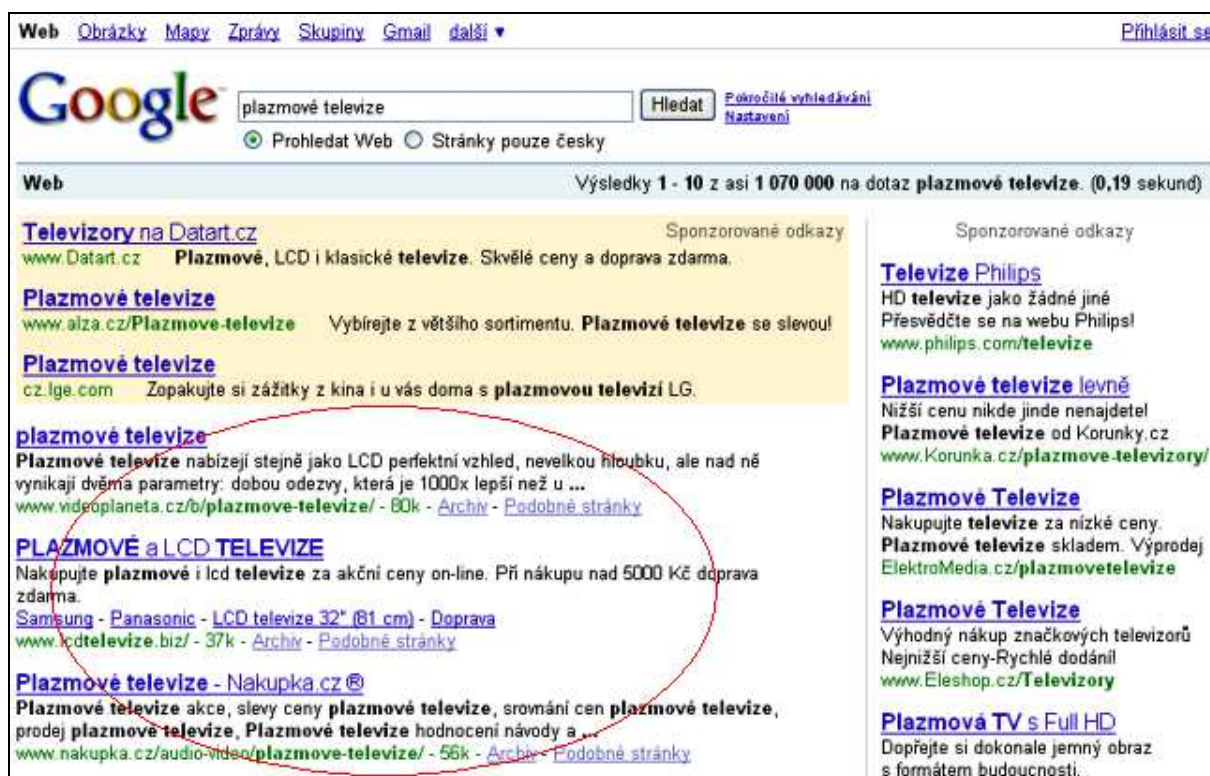 Web Obrázky Mapy Zprávy Skupiny Gmail další ▼ Přihlásit se
Google plazmové televize Hledat Pokročilé vyhledávání
Nastavení
Prohledat Web Stránky pouze česky
Web Výsledky 1 - 10 z asi 1 070 000 na dotaz plazmové televize. (0,19 sekund)
Televizory na Datart.cz Sponzorované odkazy
www.Datart.cz Plazmové, LCD i klasické televize. Skvělé ceny a doprava zdarma.
Plazmové televize
www.alza.cz/Plazmove-televize Vybírejte z většího sortimentu. Plazmové televize se slevou!
Plazmové televize
cz.lge.com Zopakujte si zážitky z kina i u vás doma s plazmovou televizí LG.
plazmové televize
Plazmové televize nabízejí stejně jako LCD perfektní vzhled, nevelkou hloubku, ale nad ně
vynikají dvěma parametry: dobou odezvy, která je 1000x lepší než u ...
www.videoplaneta.cz/b/plazmove-televize/ - 80k - Archiv - Podobné stránky
PLAZMOVÉ a LCD TELEVIZE
Nakupujte plazmové i lcd televize za akční ceny on-line. Při nákupu nad 5000 Kč doprava
zdarma.
Samsung - Panasonic - LCD televize 32" (81 cm) - Doprava
www.lcdtelevize.biz/ - 37k - Archiv - Podobné stránky
Plazmové televize - Nakupka.cz ®
Plazmové televize akce, slevy ceny plazmové televize, srovnání cen plazmové televize,
prodej plazmové televize, Plazmové televize hodnocení návody a ...
www.nakupka.cz/audio-video/plazmove-televize/ - 56k - Archiv - Podobné stránky
Sponzorované odkazy
Televize Philips
HD televize jako žádné jiné
Přesvědčte se na webu Philips!
www.philips.com/televize
Plazmové televize levně
Nižší cenu nikde jinde nenajdete!
Plazmové televize od Korunky.cz
www.Korunka.cz/plazmove-televizory/
Plazmové Televize
Nakupujte televize za nízké ceny.
Plazmové televize skladem. Výprodej
ElektroMedia.cz/plazmovetelevize
Plazmové Televize
Výhodný nákup značkových televizorů
Nejnižší ceny-Rychlé dodání!
www.Eleshop.cz/Televizory
Plazmová TV s Full HD
Dopřejte si dokonale jemný obraz
s formátem budoucnosti.